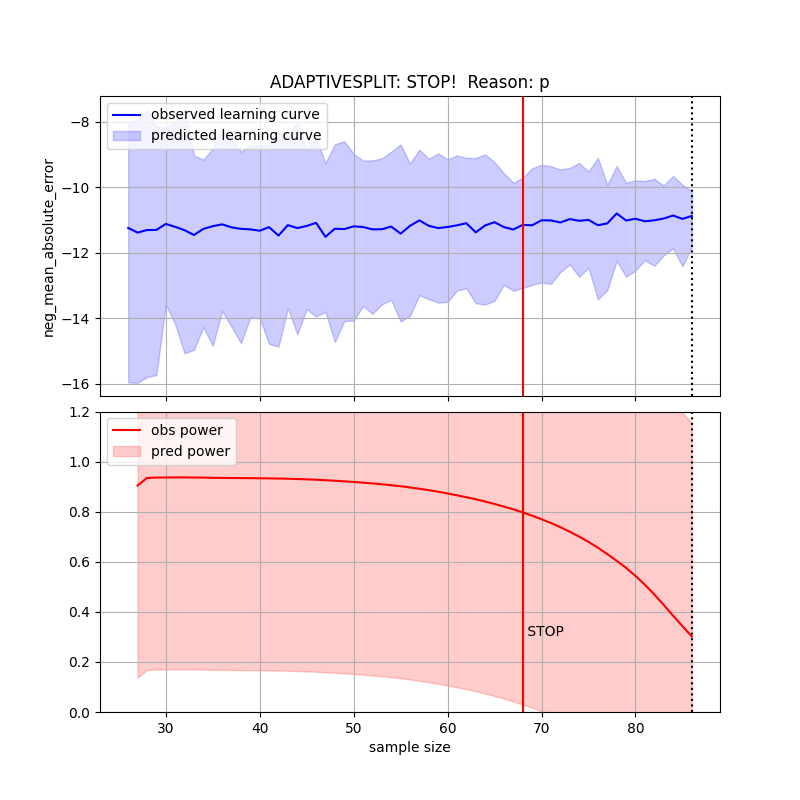 ADAPTIVESPLIT: STOP!  Reason: p
observed learning curve
predicted learning curve
neg_mean_absolute_error
−8
−10
−12
−14
−16
obs power
pred power
1.2
1.0
0.8
0.6
0.4
0.2
0.0
STOP
30 40 50 60 70 80
sample size